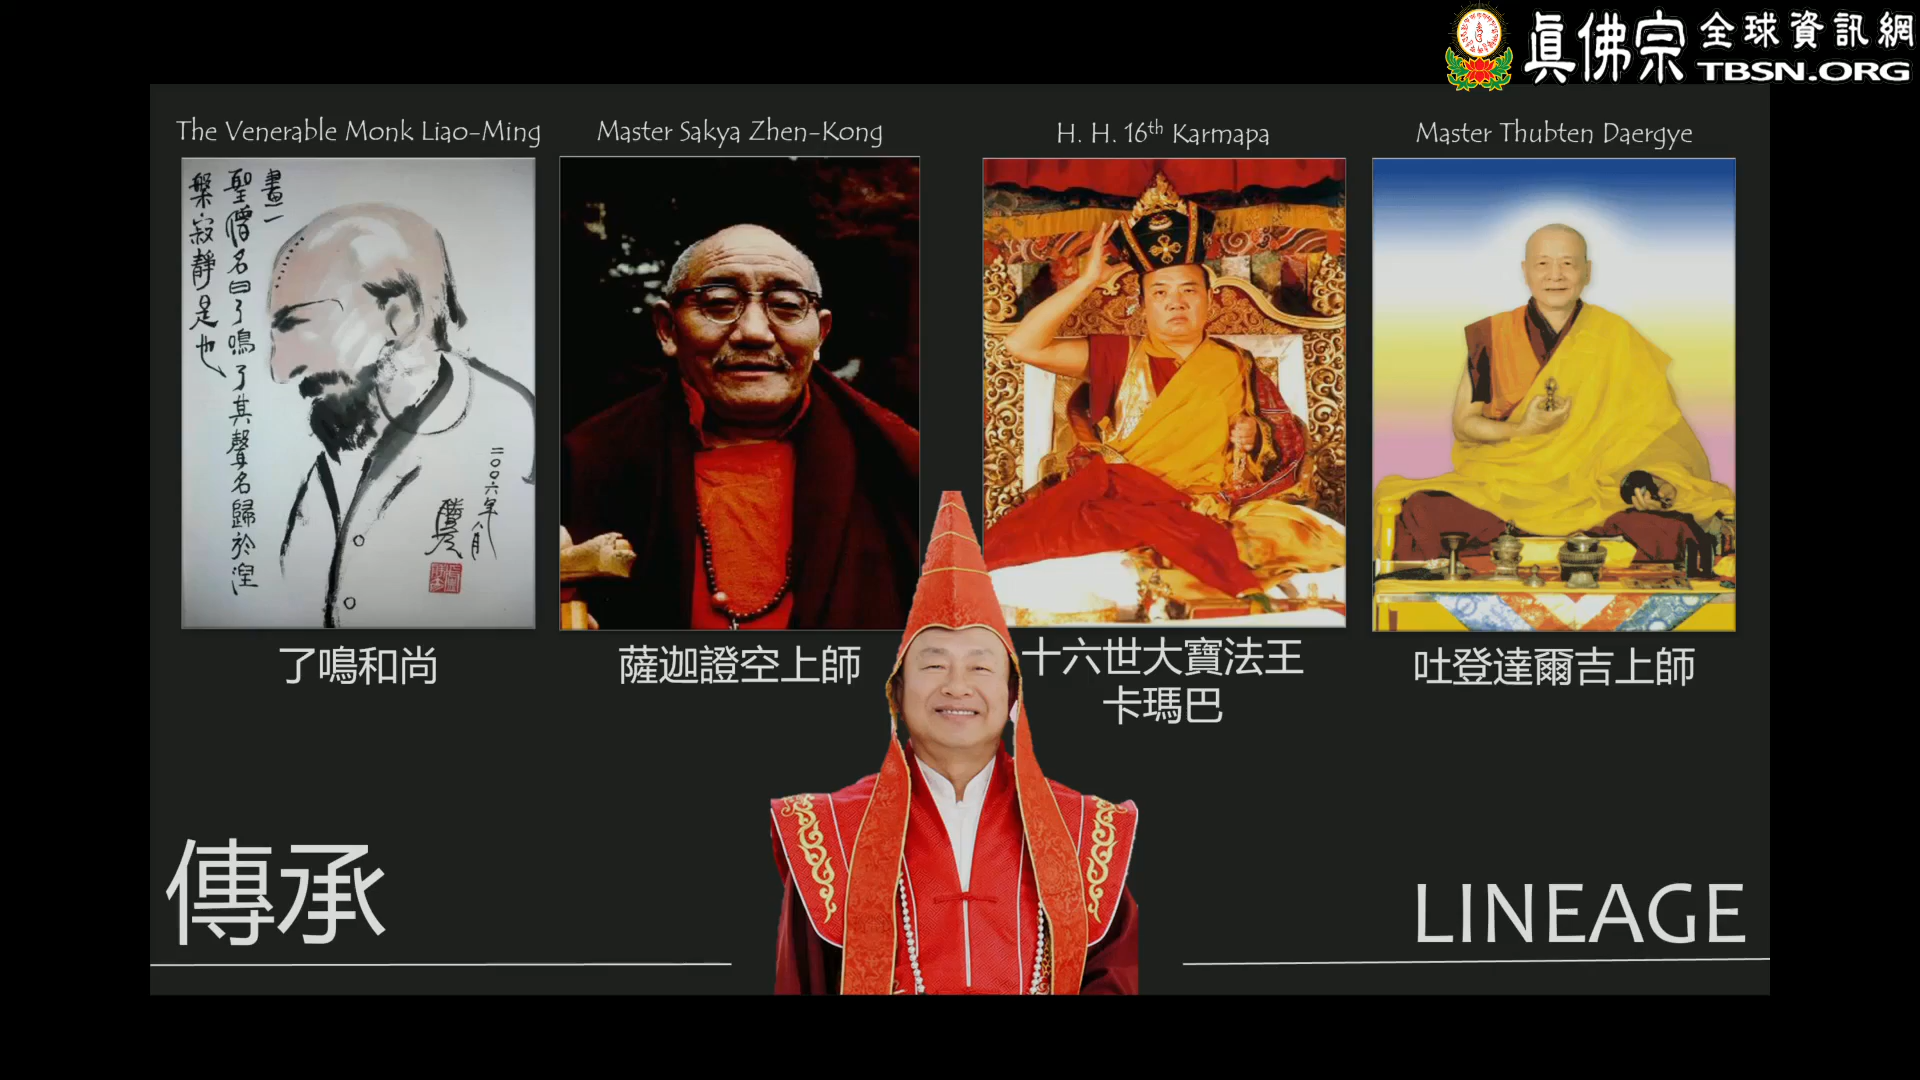 真佛宗 全球資訊網
TBSN.ORG
The Venerable Monk Liao-Ming
Master Sakya Zhen-Kong
H. H. 16th Karmapa
Master Thubten Daergye
畫一
聖僧名曰了鳴了其聲名歸於涅
槃寂靜是也
二00六年八月
了鳴和尚
薩迦證空上師
十六世大寶法王
卡瑪巴
吐登達爾吉上師
傳承
LINEAGE